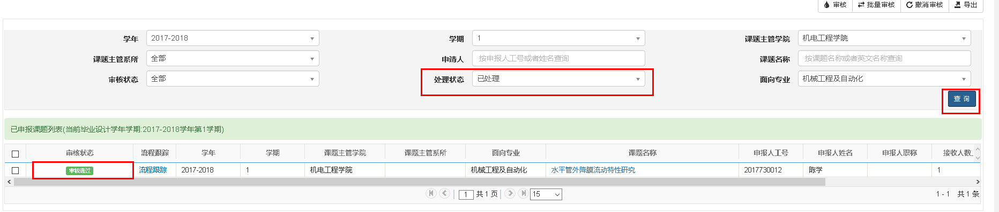 审核 批量审核 撤消审核 导出
学年 2017-2018 学期 1 课题主管学院 机电工程学院
课题主管系所 全部 申请人 按申报人工号或者姓名查询 课题名称 按课题名称或者英文名称查询
审核状态 全部 处理状态 已处理 面向专业 机械工程及自动化
查 询
已申报课题列表(当前毕业设计学年学期:2017-2018学年第1学期)
审核状态 流程跟踪 学年 学期 课题主管学院 课题主管系所 面向专业 课题名称 申报人工号 申报人姓名 申报人职称 接收人数
审核通过 流程跟踪 2017-2018 1 机电工程学院 机械工程及自动化 水平管外降膜流动特性研究 2017730012 陈学 1
1 共 1 页 15 1 - 1 共 1 条